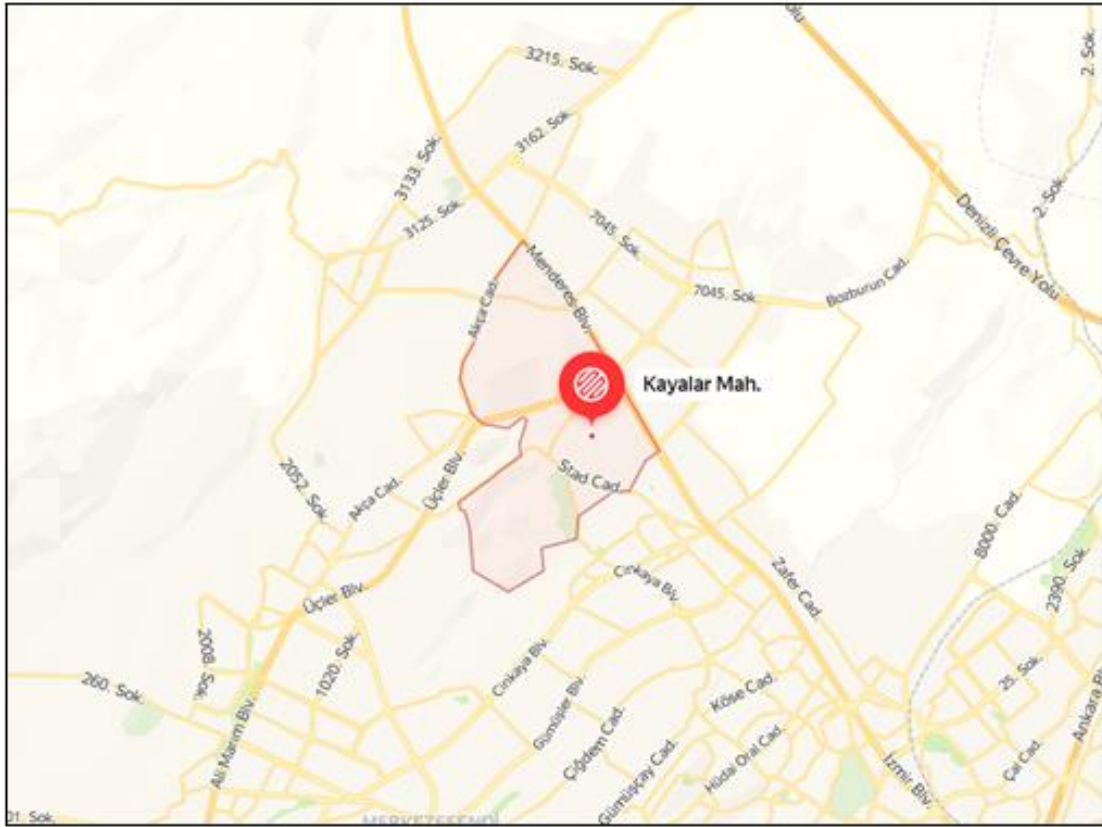 3215. Sok.
3162. Sok.
3133. Sok.
3125. Sok.
2. Sok.
2. Sok.
Denizli Çevre Yolu
7045. Sok.
7045. Sok.
Bozburun Cad.
Menderes Blv.
Akça Cad.
Kayalar Mah.
Stad Cad.
2052. Sok.
Akça Cad.
Üçler Blv.
Üçler Blv.
Cinkaya Blv.
Zafer Cad.
8000. Cad.
2390. Sok.
2008. Sok.
1020. Sok.
260. Sok.
Ali Marım Blv.
Cinkaya Blv.
Gümüşler Blv.
Çiğdem Cad.
Köse Cad.
Hüdai Oral Cad.
Gümüşçay Cad.
İzmir Blv.
25. Sok.
Çal Cad.
Ankara Bl
01. Sok.
MERKEZEFENDİ